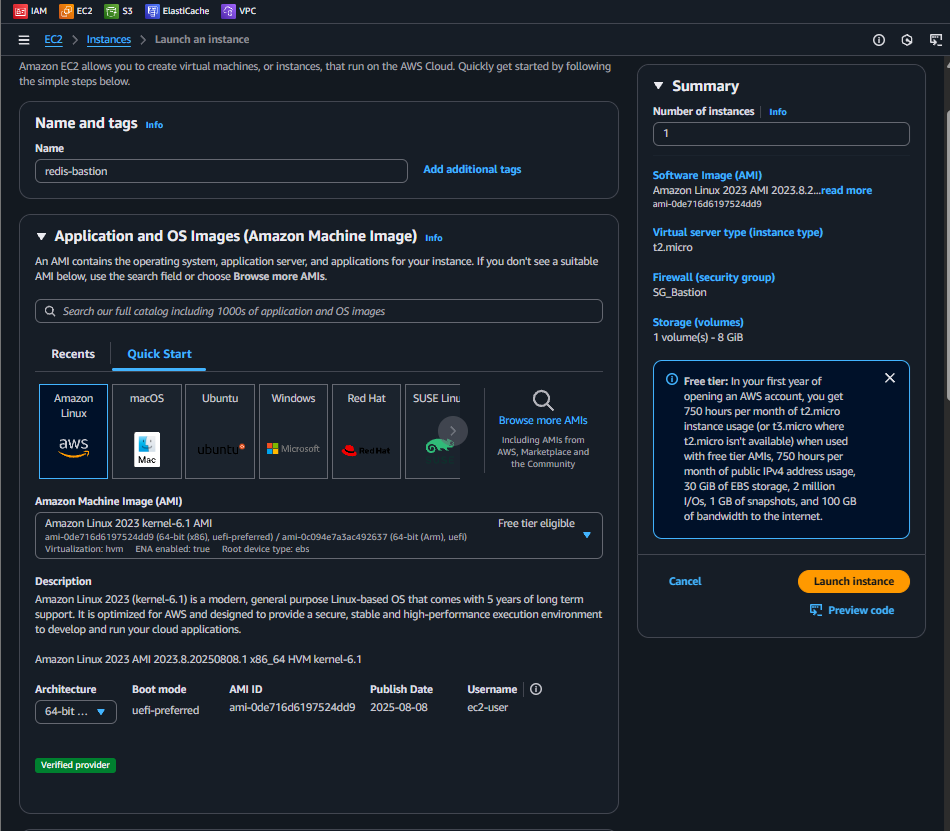 IAM EC2 S3 ElastiCache VPC
EC2 Instances Launch an instance
Amazon EC2 allows you to create virtual machines, or instances, that run on the AWS Cloud. Quickly get started by following
the simple steps below.
Name and tags Info
Name
redis-bastion
Add additional tags
Application and OS Images (Amazon Machine Image) Info
An AMI contains the operating system, application server, and applications for your instance. If you don't see a suitable
AMI below, use the search field or choose Browse more AMIs.
Search our full catalog including 1000s of application and OS images
Recents Quick Start
Amazon
Linux
aws
macOS
Mac
Ubuntu
ubuntu
Windows
Microsoft
Red Hat
Red Hat
SUSE Linu
Browse more AMIs
Including AMIs from
AWS, Marketplace and
the Community
Amazon Machine Image (AMI)
Amazon Linux 2023 kernel-6.1 AMI Free tier eligible
ami-0de716d6197524dd9 (64-bit (x86), uefi-preferred) / ami-0c094e7a3ac492637 (64-bit (Arm), uefi)
Virtualization: hvm ENA enabled: true Root device type: ebs
Description
Amazon Linux 2023 (kernel-6.1) is a modern, general purpose Linux-based OS that comes with 5 years of long term
support. It is optimized for AWS and designed to provide a secure, stable and high-performance execution environment
to develop and run your cloud applications.
Amazon Linux 2023 AMI 2023.8.20250808.1 x86_64 HVM kernel-6.1
Architecture Boot mode AMI ID Publish Date Username
64-bit ... uefi-preferred ami-0de716d6197524dd9 2025-08-08 ec2-user
Verified provider
Summary
Number of instances Info
1
Software Image (AMI)
Amazon Linux 2023 AMI 2023.8.2...read more
ami-0de716d6197524dd9
Virtual server type (instance type)
t2.micro
Firewall (security group)
SG_Bastion
Storage (volumes)
1 volume(s) - 8 GiB
Free tier: In your first year of
opening an AWS account, you get
750 hours per month of t2.micro
instance usage (or t3.micro where
t2.micro isn't available) when used
with free tier AMIs, 750 hours per
month of public IPv4 address usage,
30 GiB of EBS storage, 2 million
I/Os, 1 GB of snapshots, and 100 GB
of bandwidth to the internet.
Cancel Launch instance
Preview code